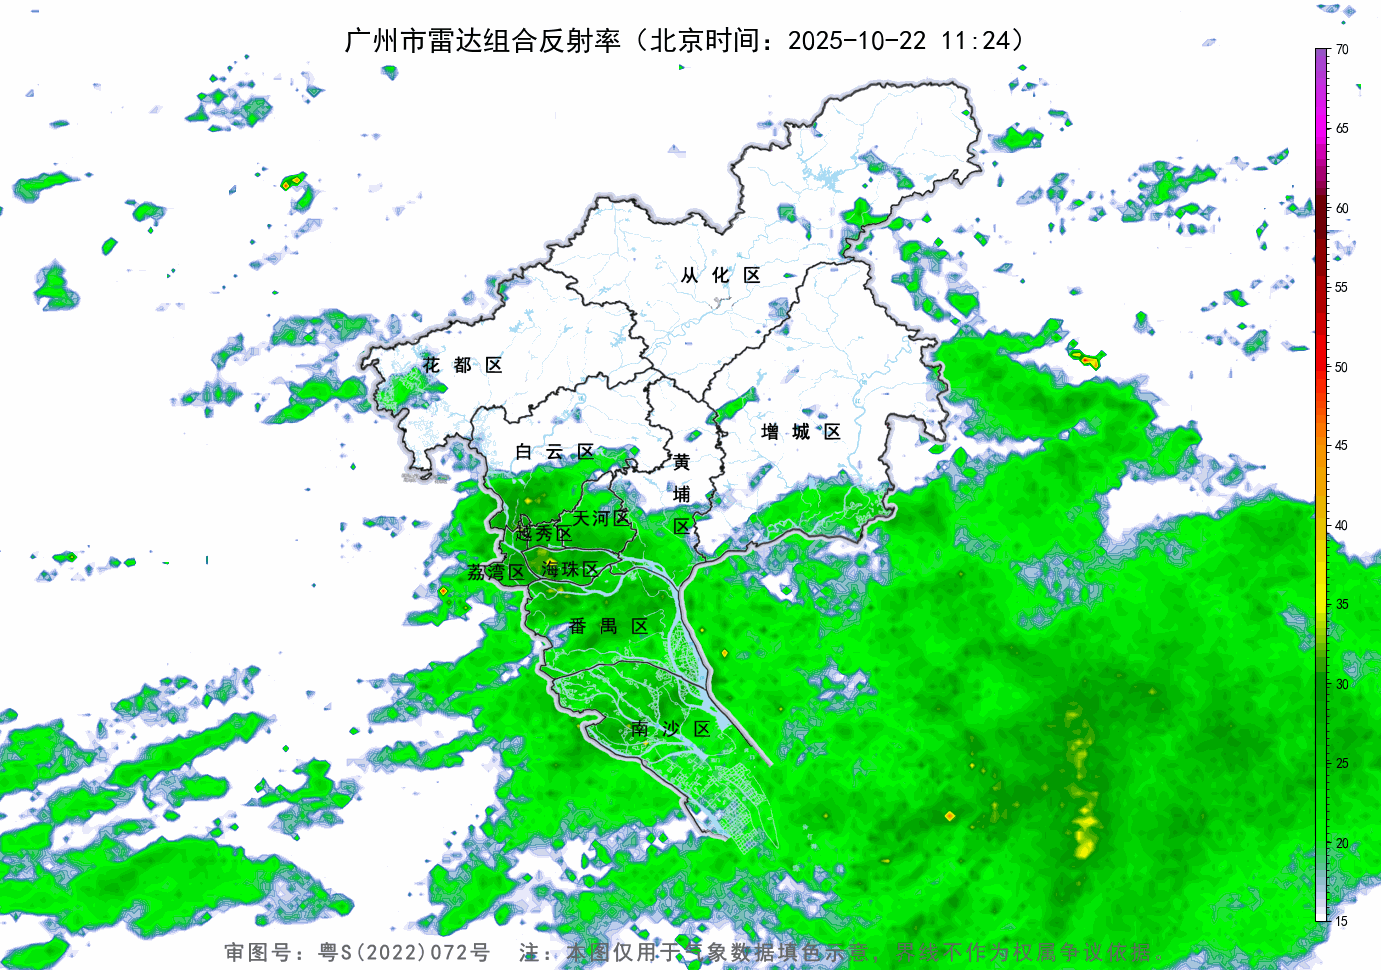 广州市雷达组合反射率（北京时间：2025-10-22 11:24）
70
65
60
55
50
45
40
35
30
25
20
15
从化区
花都区
增城区
白云区
黄埔区
天河区
越秀区
海珠区
荔湾区
番禺区
南沙区
审图号：粤S(2022)072号 注：本图仅用于气象数据填色示意，界线不作为权属争议依据。